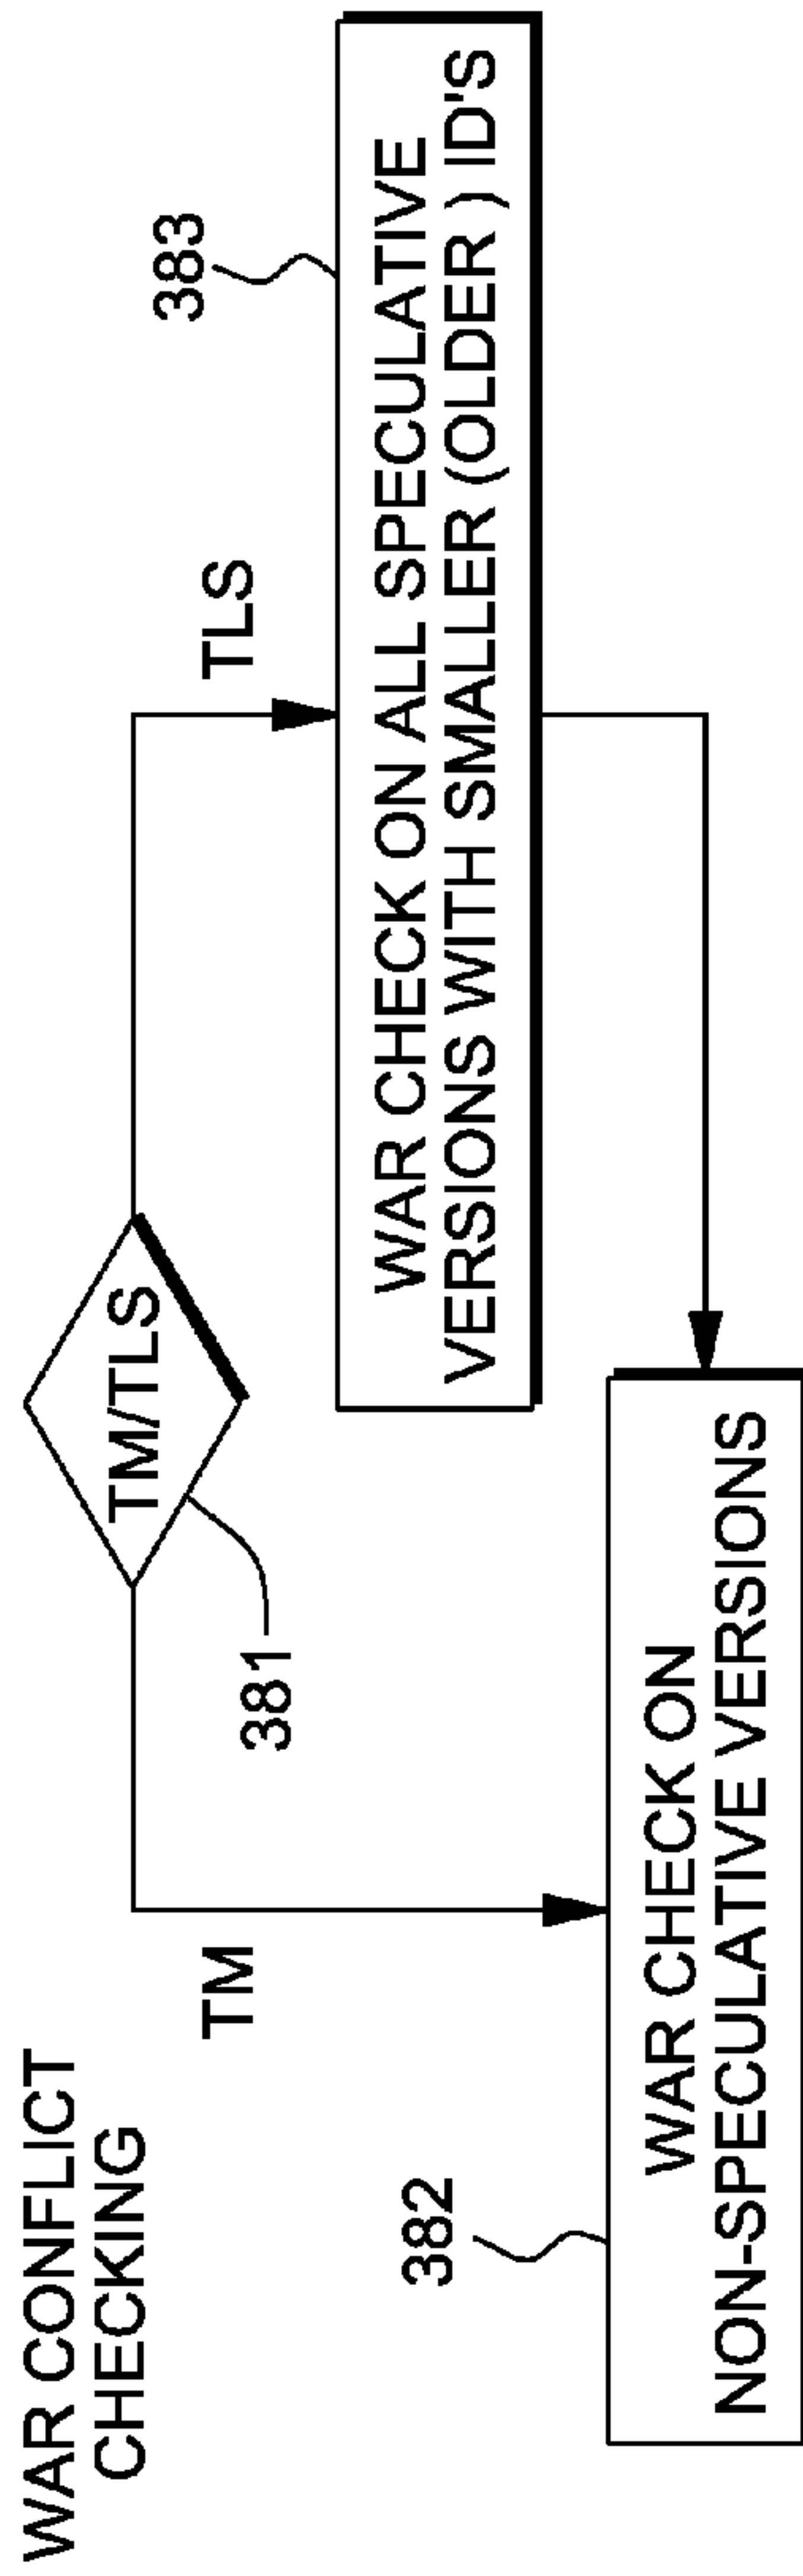 WAR CONFLICT
CHECKING
TM/TLS
381
TM
TLS
383
WAR CHECK ON ALL SPECULATIVE
VERSIONS WITH SMALLER (OLDER ) ID'S
382
WAR CHECK ON
NON-SPECULATIVE VERSIONS